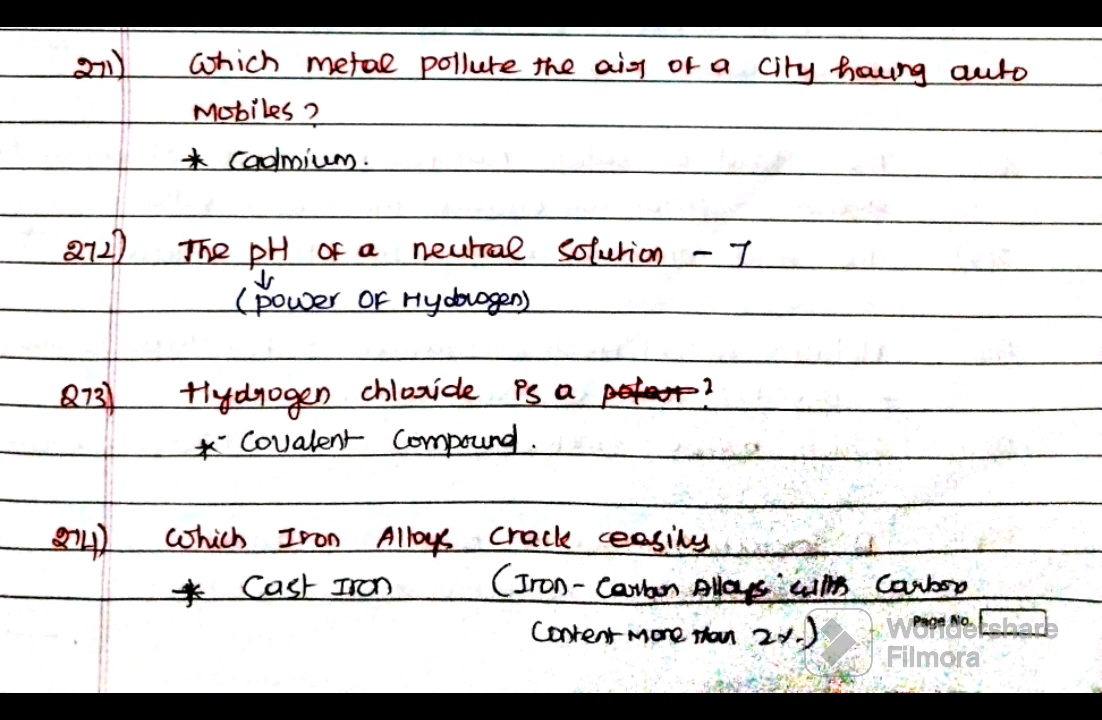 271) Which metal pollute the air of a city having auto
Mobiles?
* Cadmium.
272) The pH of a neutral solution - 7
(power of Hydrogen)
273) Hydrogen chloride is a polar?
* Covalent Compound.
274) Which Iron Alloys Crack easily
* Cast Iron (Iron-Carbon Alloys with Carbon
Content more than 2%)
Page No.
Wondershare
Filmora